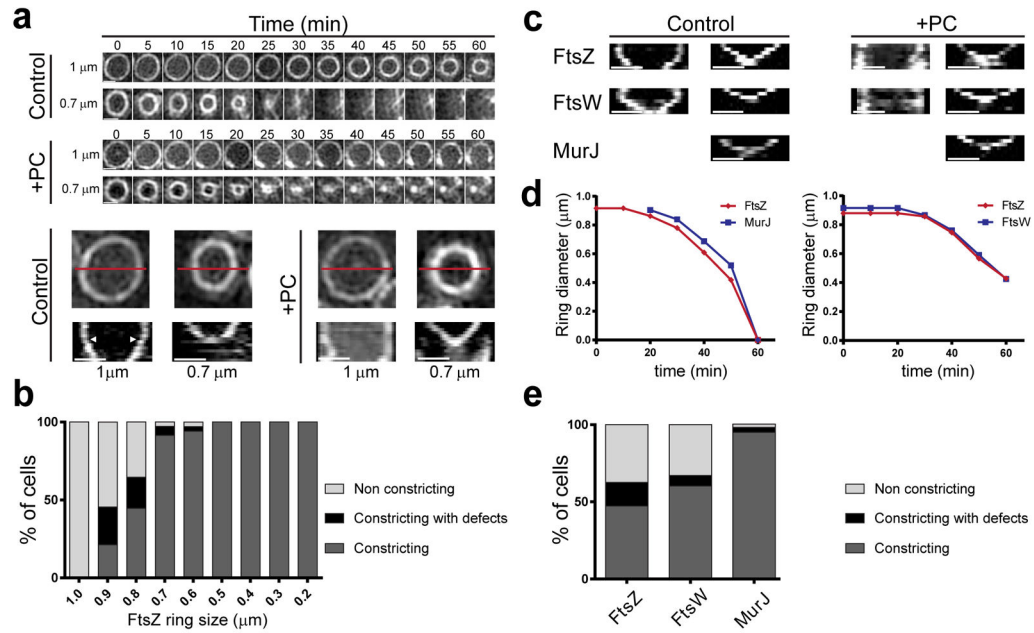 a
Time (min)
0 5 10 15 20 25 30 35 40 45 50 55 60
Control
1 μm
0.7 μm
0 5 10 15 20 25 30 35 40 45 50 55 60
+PC
1 μm
0.7 μm
Control
1μm
0.7 μm
+PC
1 μm
0.7 μm
b
% of cells
100
50
0
1.0 0.9 0.8 0.7 0.6 0.5 0.4 0.3 0.2
FtsZ ring size (μm)
Non constricting
Constricting with defects
Constricting
c
Control
+PC
FtsZ
FtsW
MurJ
d
Ring diameter (μm)
1.0
0.8
0.6
0.4
0.2
0.0
0 20 40 60
time (min)
FtsZ
MurJ
Ring diameter (μm)
1.0
0.8
0.6
0.4
0.2
0.0
0 20 40 60
time (min)
FtsZ
FtsW
e
% of cells
100
50
0
FtsZ FtsW MurJ
Non constricting
Constricting with defects
Constricting